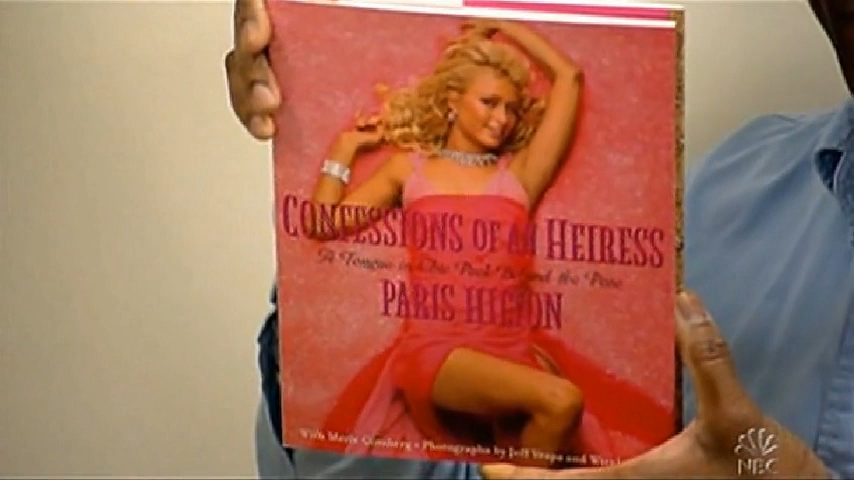 CONFESSIONS OF AN HEIRESS
A Tongue-in-Chic Peek Behind the Pose
PARIS HILTON
With Merle Ginsberg • Photographs by Jeff Vespa and
NBC